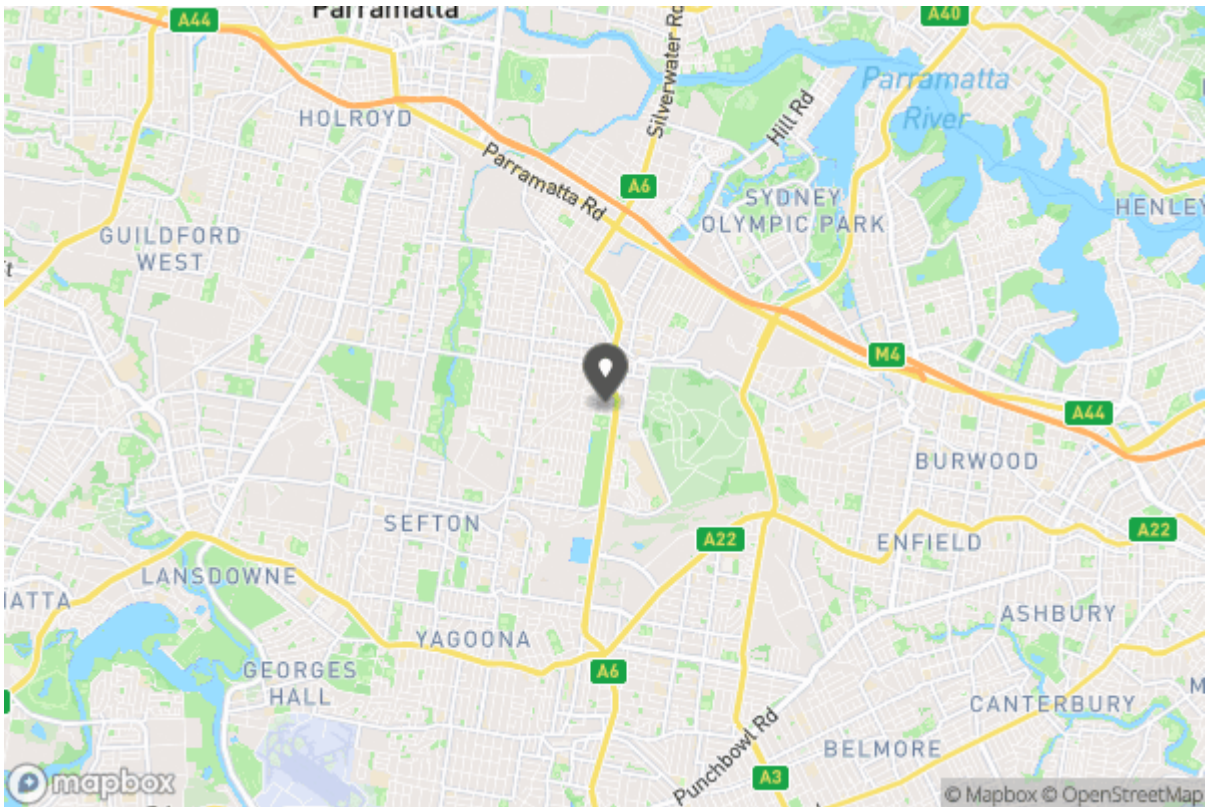 Parramatta
A44
A40
Silverwater Rd
Parramatta
River
Hill Rd
HOLROYD
Parramatta Rd
A6
SYDNEY
OLYMPIC PARK
HENLEY
GUILDFORD
WEST
M4
A44
BURWOOD
SEFTON
A22
ENFIELD
A22
LANSDOWNE
ATTA
ASHBURY
YAGOONA
GEORGES
HALL
A6
CANTERBURY
Punchbowl Rd
BELMORE
A3
mapbox
© Mapbox © OpenStreetMap